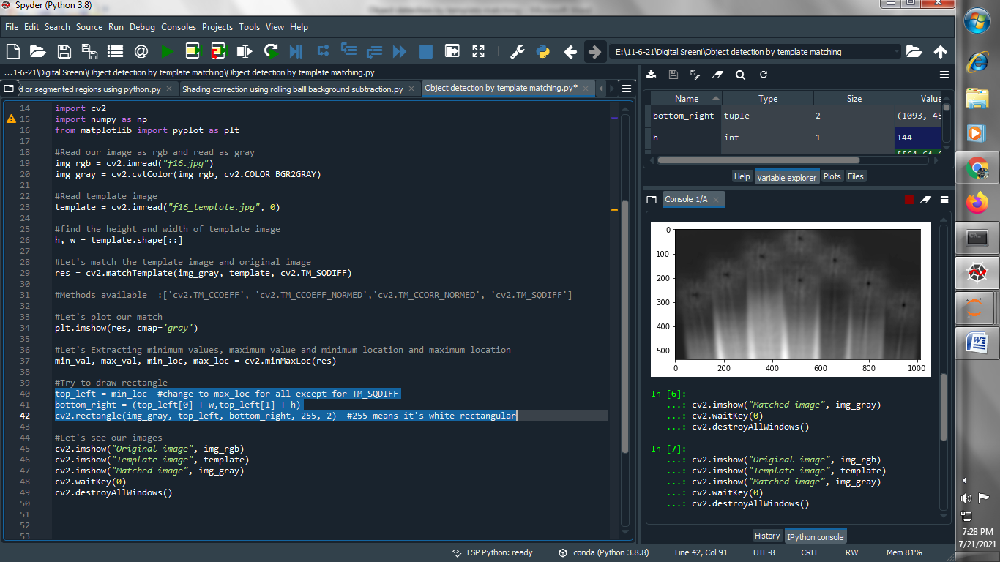 Spyder (Python 3.8)
File Edit Search Source Run Debug Consoles Projects Tools View Help
E:\11-6-21\Digital Sreeni\Object detection by template matching
...1-6-21\Digital Sreeni\Object detection by template matching\Object detection by template matching.py
d or segmented regions using python.py
Shading correction using rolling balll background subtraction.py
Object detection by template matching.py*
14 import cv2
15 import numpy as np
16 from matplotlib import pyplot as plt
17
18 #Read our image as rgb and read as gray
19 img_rgb = cv2.imread("f16.jpg")
20 img_gray = cv2.cvtColor(img_rgb, cv2.COLOR_BGR2GRAY)
21
22 #Read template image
23 template = cv2.imread("f16_template.jpg", 0)
24
25 #find the height and width of template image
26 h, w = template.shape[::]
27
28 #Let's match the template image and original image
29 res = cv2.matchTemplate(img_gray, template, cv2.TM_SQDIFF)
30
31 #Methods available  :['cv2.TM_CCOEFF', 'cv2.TM_CCOEFF_NORMED','cv2.TM_CCORR_NORMED', 'cv2.TM_SQDIFF']
32
33 #Let's plot our match
34 plt.imshow(res, cmap='gray')
35
36 #Let's Extracting minimum values, maximum value and minimum location and maximum location
37 min_val, max_val, min_loc, max_loc = cv2.minMaxLoc(res)
38
39 #Try to draw rectangle
40 top_left = min_loc  #change to max_loc for all except for TM_SQDIFF
41 bottom_right = (top_left[0] + w,top_left[1] + h)
42 cv2.rectangle(img_gray, top_left, bottom_right, 255, 2)  #255 means it's white rectangular
43
44 #Let's see our images
45 cv2.imshow("Original image", img_rgb)
46 cv2.imshow("Template image", template)
47 cv2.imshow("Matched image", img_gray)
48 cv2.waitKey(0)
49 cv2.destroyAllWindows()
50
51
52
53
Name Type Size Value
bottom_right tuple 2 (1093, 45
h int 1 144
Help Variable explorer Plots Files
Console 1/A
0
100
200
300
400
500
0 200 400 600 800 1000
In [6]:
...: cv2.imshow("Matched image", img_gray)
...: cv2.waitKey(0)
...: cv2.destroyAllWindows()
In [7]:
...: cv2.imshow("Original image", img_rgb)
...: cv2.imshow("Template image", template)
...: cv2.imshow("Matched image", img_gray)
...: cv2.waitKey(0)
...: cv2.destroyAllWindows()
History IPython console
LSP Python: ready conda (Python 3.8.8) Line 42, Col 91 UTF-8 CRLF RW Mem 81%
7:28 PM
7/21/2021